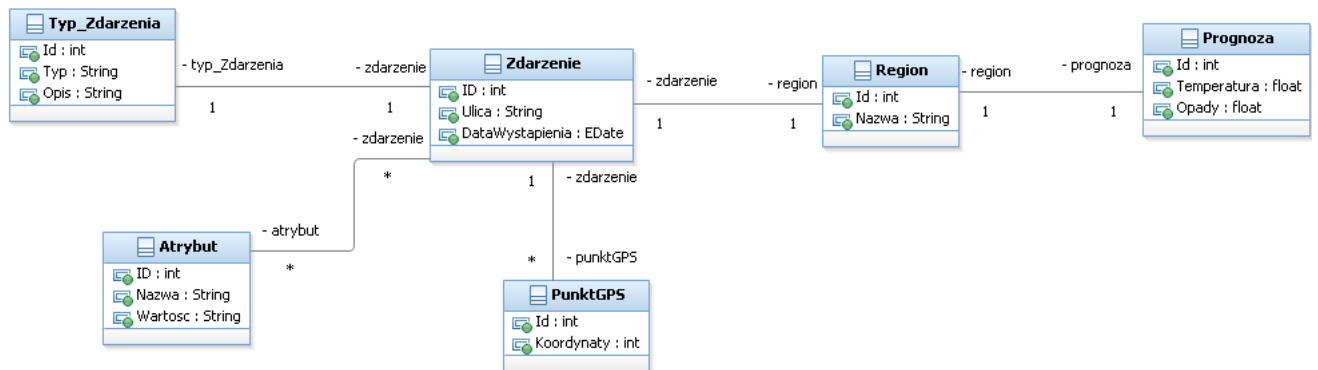 Typ_Zdarzenia
Id : int
Typ : String
Opis : String
- typ_Zdarzenia
1
- zdarzenie
1
Zdarzenie
ID : int
Ulica : String
DataWystapienia : EDate
- zdarzenie
1
- region
1
Region
Id : int
Nazwa : String
- region
1
- prognoza
1
Prognoza
Id : int
Temperatura : float
Opady : float
- zdarzenie
*
- atrybut
*
Atrybut
ID : int
Nazwa : String
Wartosc : String
1
- zdarzenie
*
- punktGPS
PunktGPS
Id : int
Koordynaty : int